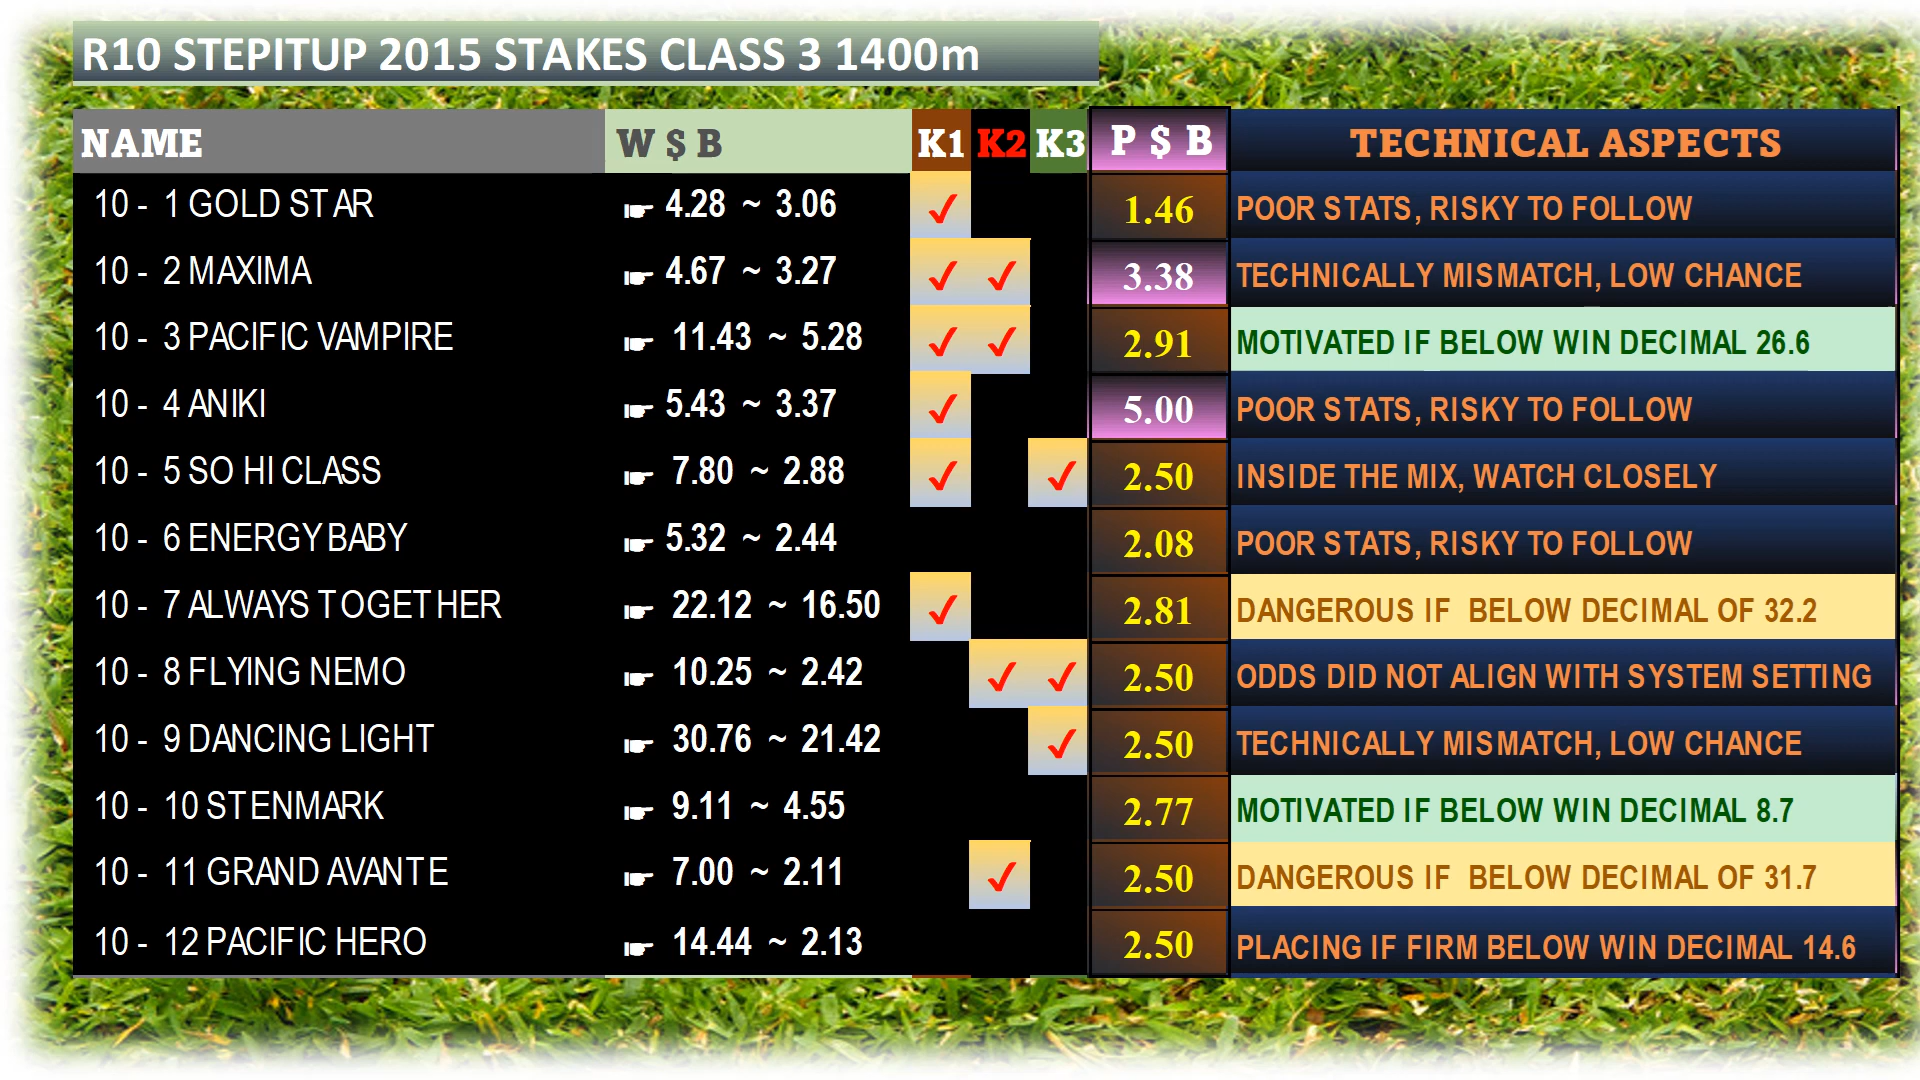 R10 STEPITUP 2015 STAKES CLASS 3 1400m
NAME W $ B K1 K2 K3 P $ B TECHNICAL ASPECTS
10 - 1 GOLD STAR ☛ 4.28 ~ 3.06 ✓ 1.46 POOR STATS, RISKY TO FOLLOW
10 - 2 MAXIMA ☛ 4.67 ~ 3.27 ✓ ✓ 3.38 TECHNICALLY MISMATCH, LOW CHANCE
10 - 3 PACIFIC VAMPIRE ☛ 11.43 ~ 5.28 ✓ ✓ 2.91 MOTIVATED IF BELOW WIN DECIMAL 26.6
10 - 4 ANIKI ☛ 5.43 ~ 3.37 ✓ 5.00 POOR STATS, RISKY TO FOLLOW
10 - 5 SO HI CLASS ☛ 7.80 ~ 2.88 ✓ ✓ 2.50 INSIDE THE MIX, WATCH CLOSELY
10 - 6 ENERGY BABY ☛ 5.32 ~ 2.44 2.08 POOR STATS, RISKY TO FOLLOW
10 - 7 ALWAYS TOGETHER ☛ 22.12 ~ 16.50 ✓ 2.81 DANGEROUS IF BELOW DECIMAL OF 32.2
10 - 8 FLYING NEMO ☛ 10.25 ~ 2.42 ✓ ✓ 2.50 ODDS DID NOT ALIGN WITH SYSTEM SETTING
10 - 9 DANCING LIGHT ☛ 30.76 ~ 21.42 ✓ 2.50 TECHNICALLY MISMATCH, LOW CHANCE
10 - 10 STENMARK ☛ 9.11 ~ 4.55 2.77 MOTIVATED IF BELOW WIN DECIMAL 8.7
10 - 11 GRAND AVANTE ☛ 7.00 ~ 2.11 ✓ 2.50 DANGEROUS IF BELOW DECIMAL OF 31.7
10 - 12 PACIFIC HERO ☛ 14.44 ~ 2.13 2.50 PLACING IF FIRM BELOW WIN DECIMAL 14.6